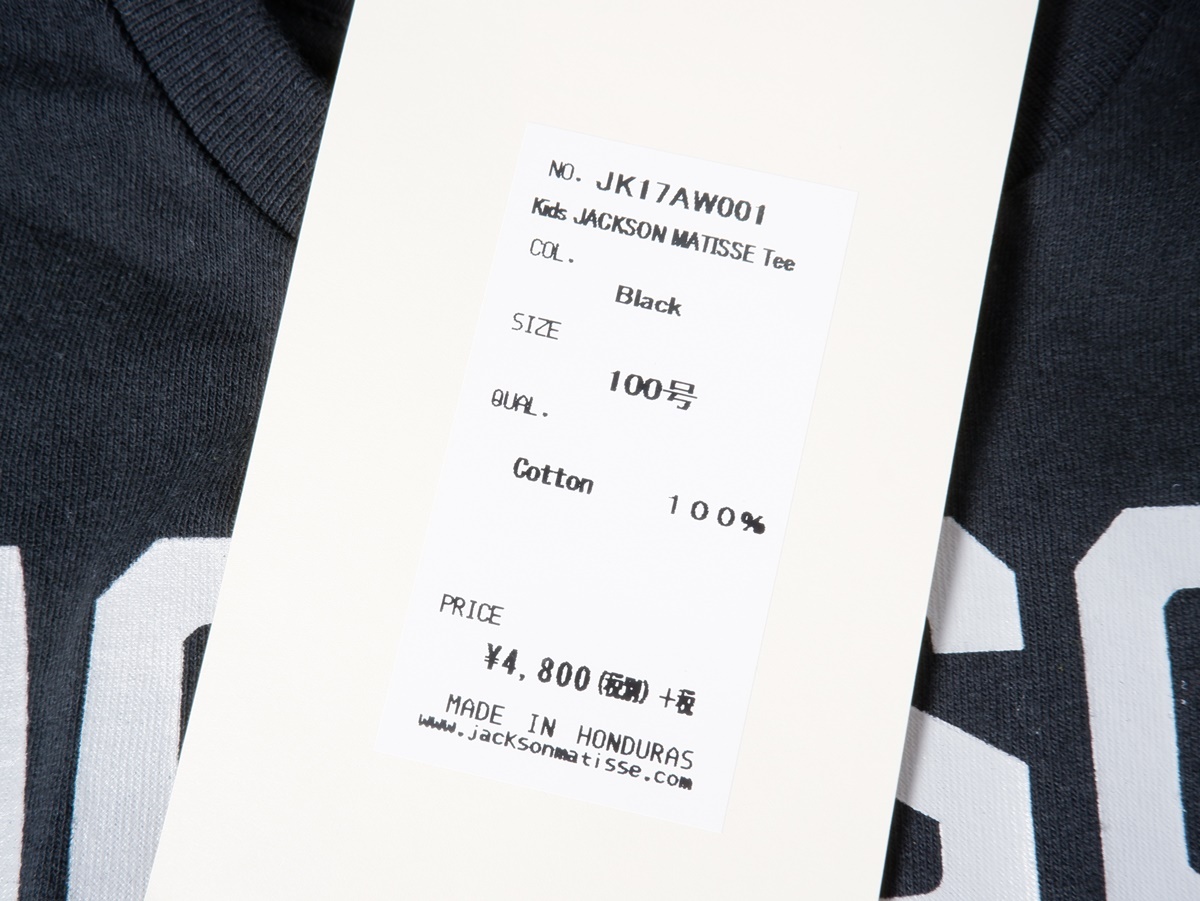 NO. JK17AW001
Kids JACKSON MATISSE Tee
COL.
Black
SIZE
100号
QUAL.
Cotton 100%
PRICE
¥4,800(税別)+税
MADE IN HONDURAS
www.jacksonmatisse.com